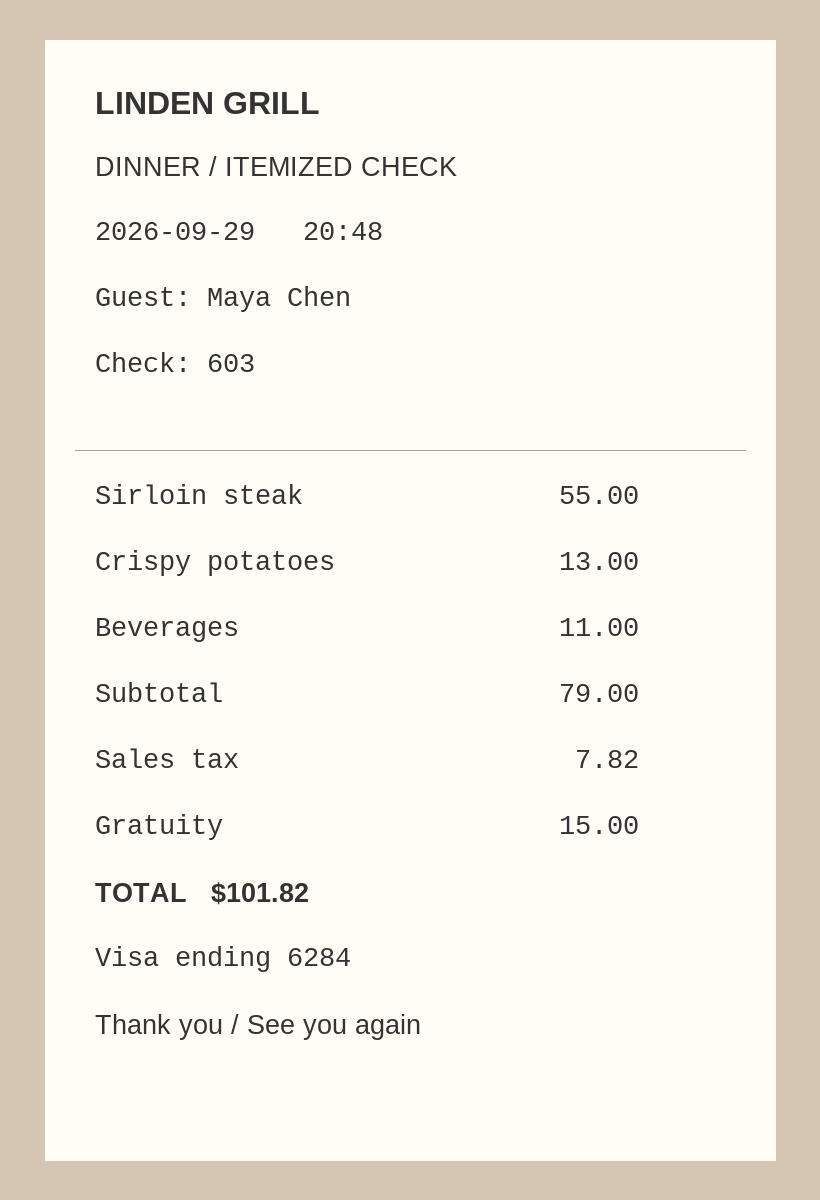 LINDEN GRILL
DINNER / ITEMIZED CHECK
2026-09-29   20:48
Guest: Maya Chen
Check: 603
Sirloin steak                55.00
Crispy potatoes              13.00
Beverages                    11.00
Subtotal                     79.00
Sales tax                     7.82
Gratuity                     15.00
TOTAL   $101.82
Visa ending 6284
Thank you / See you again